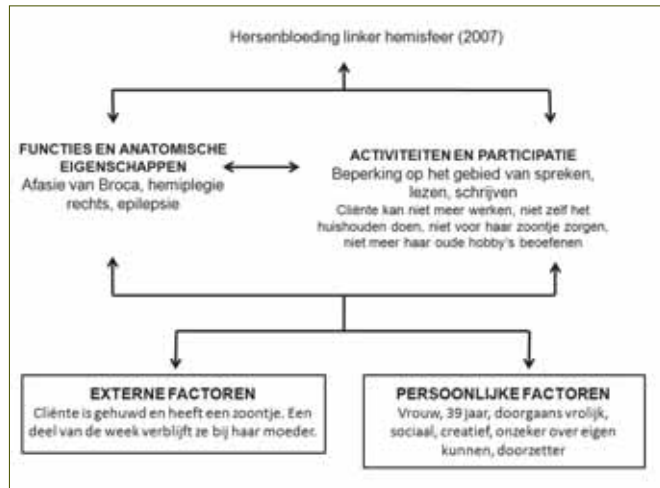 Hersenbloeding linker hemisfeer (2007)
FUNCTIES EN ANATOMISCHE
EIGENSCHAPPEN
Afasie van Broca, hemiplegie
rechts, epilepsie
ACTIVITEITEN EN PARTICIPATIE
Beperking op het gebied van spreken,
lezen, schrijven
Cliënte kan niet meer werken, niet zelf het
huishouden doen, niet voor haar zoontje zorgen,
niet meer haar oude hobby's beoefenen
EXTERNE FACTOREN
Cliënte is gehuwd en heeft een zoontje. Een
deel van de week verblijft ze bij haar moeder.
PERSOONLIJKE FACTOREN
Vrouw, 39 jaar, doorgaans vrolijk,
sociaal, creatief, onzeker over eigen
kunnen, doorzetter